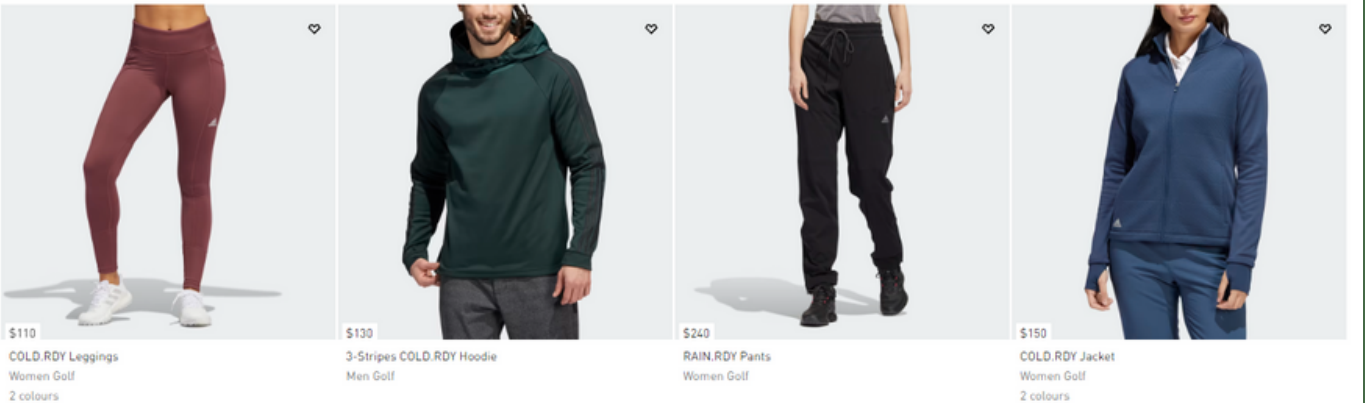 $110
COLD.RDY Leggings
Women Golf
2 colours
$130
3-Stripes COLD.RDY Hoodie
Men Golf
$240
RAIN.RDY Pants
Women Golf
$150
COLD.RDY Jacket
Women Golf
2 colours